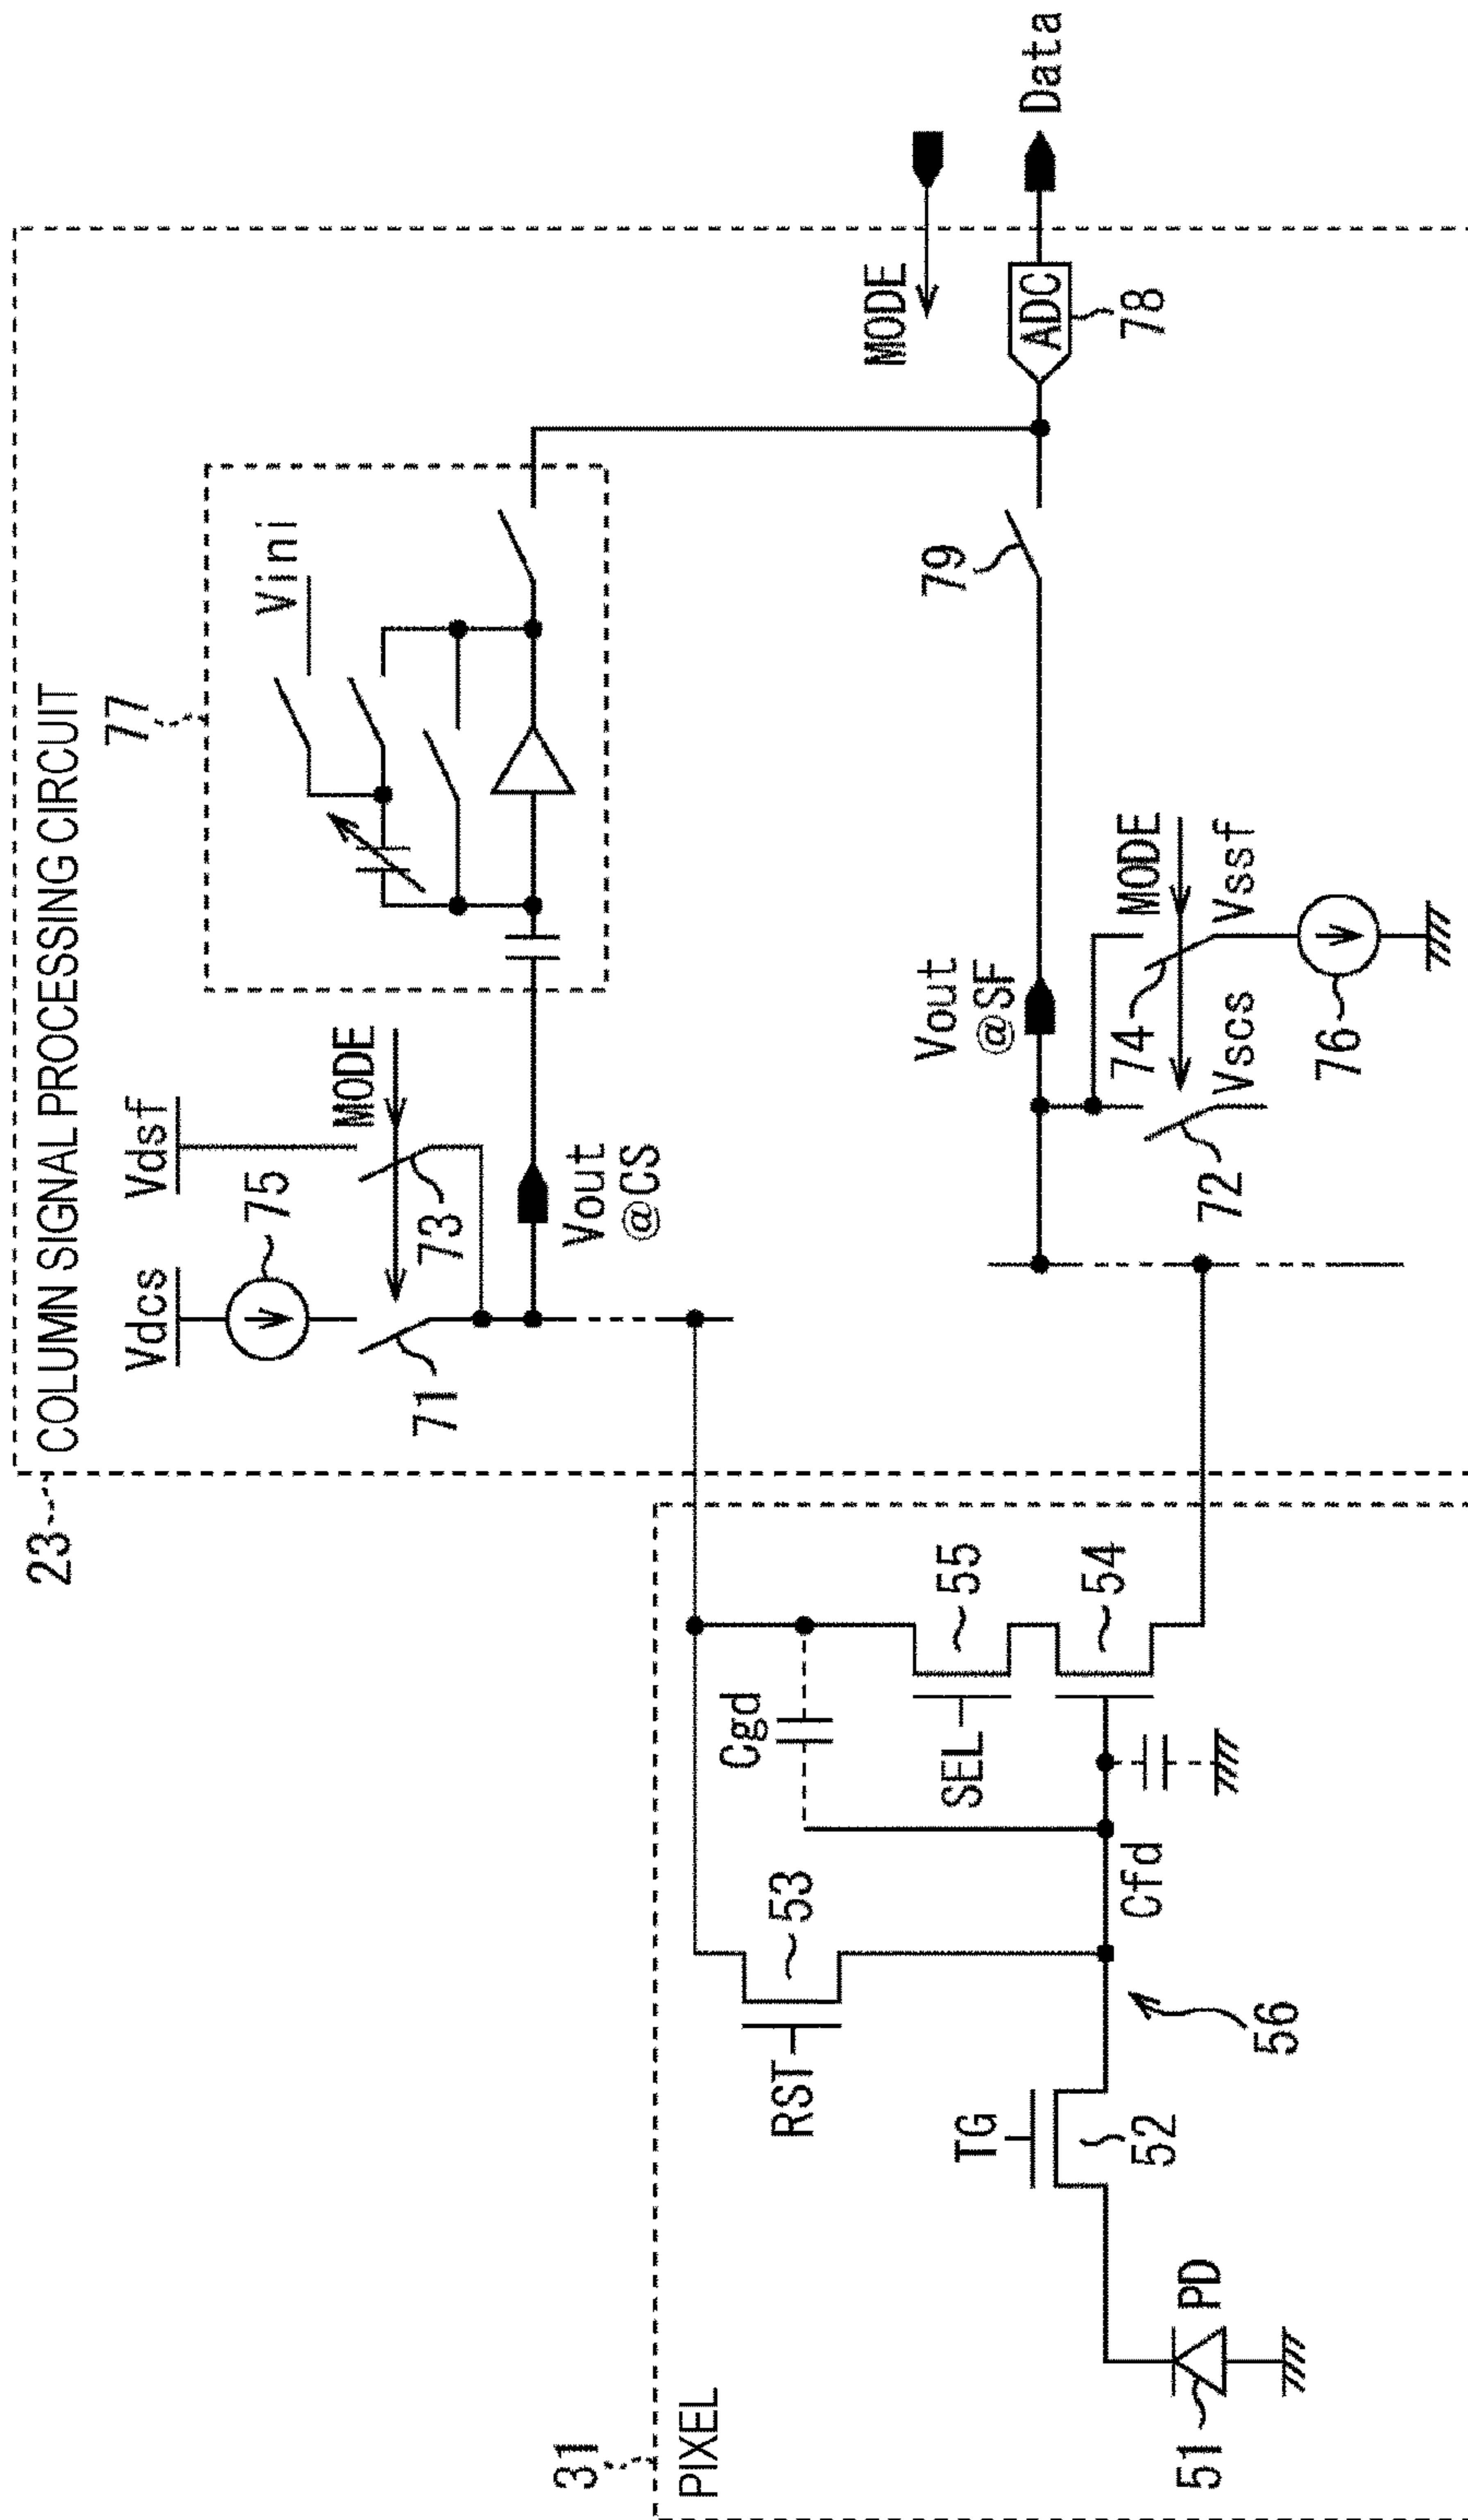 23
COLUMN SIGNAL PROCESSING CIRCUIT
Vdcs
Vdsf
75
MODE
71
73
Vout
@CS
77
Vini
MODE
Vout
@SF
79
ADC
78
Data
74
MODE
72
Vscs
Vssf
76
31
PIXEL
RST
53
Cgd
55
SEL
54
TG
52
Cfd
56
51
PD